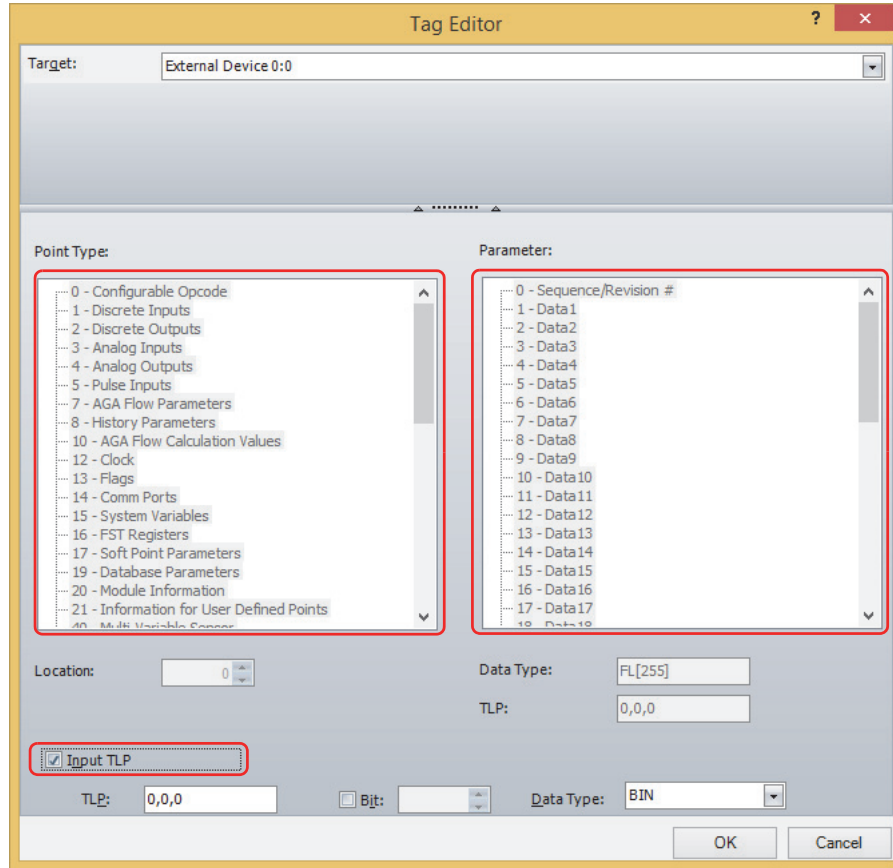 Tag Editor
?
×
Target:
External Device 0:0
Point Type:
0 - Configurable Opcode
1 - Discrete Inputs
2 - Discrete Outputs
3 - Analog Inputs
4 - Analog Outputs
5 - Pulse Inputs
7 - AGA Flow Parameters
8 - History Parameters
10 - AGA Flow Calculation Values
12 - Clock
13 - Flags
14 - Comm Ports
15 - System Variables
16 - FST Registers
17 - Soft Point Parameters
19 - Database Parameters
20 - Module Information
21 - Information for User Defined Points
40 - Multi Variable Sensor
Parameter:
0 - Sequence/Revision #
1 - Data1
2 - Data2
3 - Data3
4 - Data4
5 - Data5
6 - Data6
7 - Data7
8 - Data8
9 - Data9
10 - Data10
11 - Data11
12 - Data12
13 - Data13
14 - Data14
15 - Data15
16 - Data16
17 - Data17
18 - Data18
Location:
0
Data Type:
FL[255]
TLP:
0,0,0
Input TLP
TLP:
0,0,0
Bit:
Data Type:
BIN
OK
Cancel